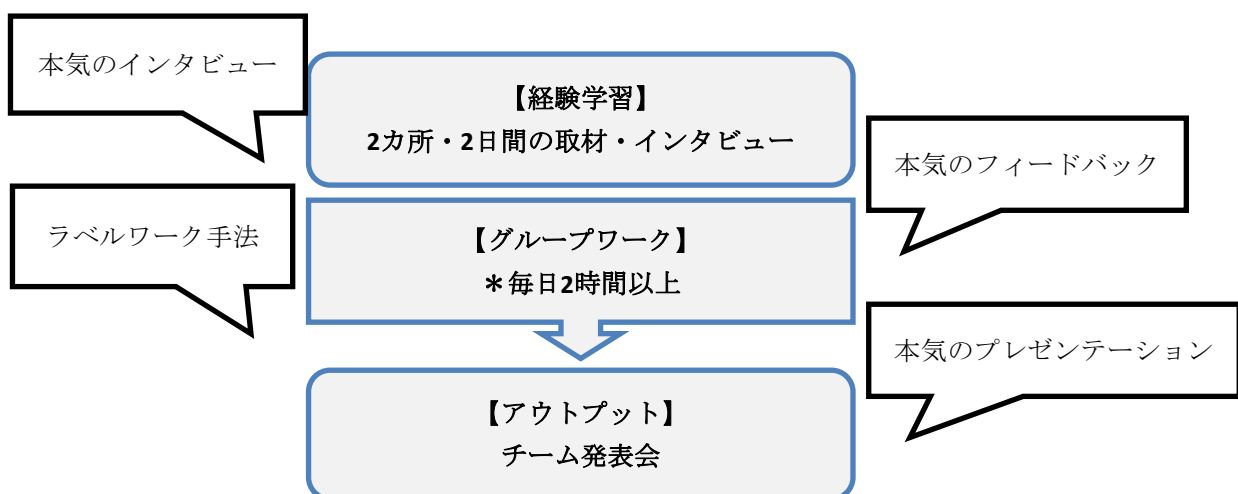 本気のインタビュー
【経験学習】
2カ所・2日間の取材・インタビュー
本気のフィードバック
ラベルワーク手法
【グループワーク】
＊毎日2時間以上
本気のプレゼンテーション
【アウトプット】
チーム発表会